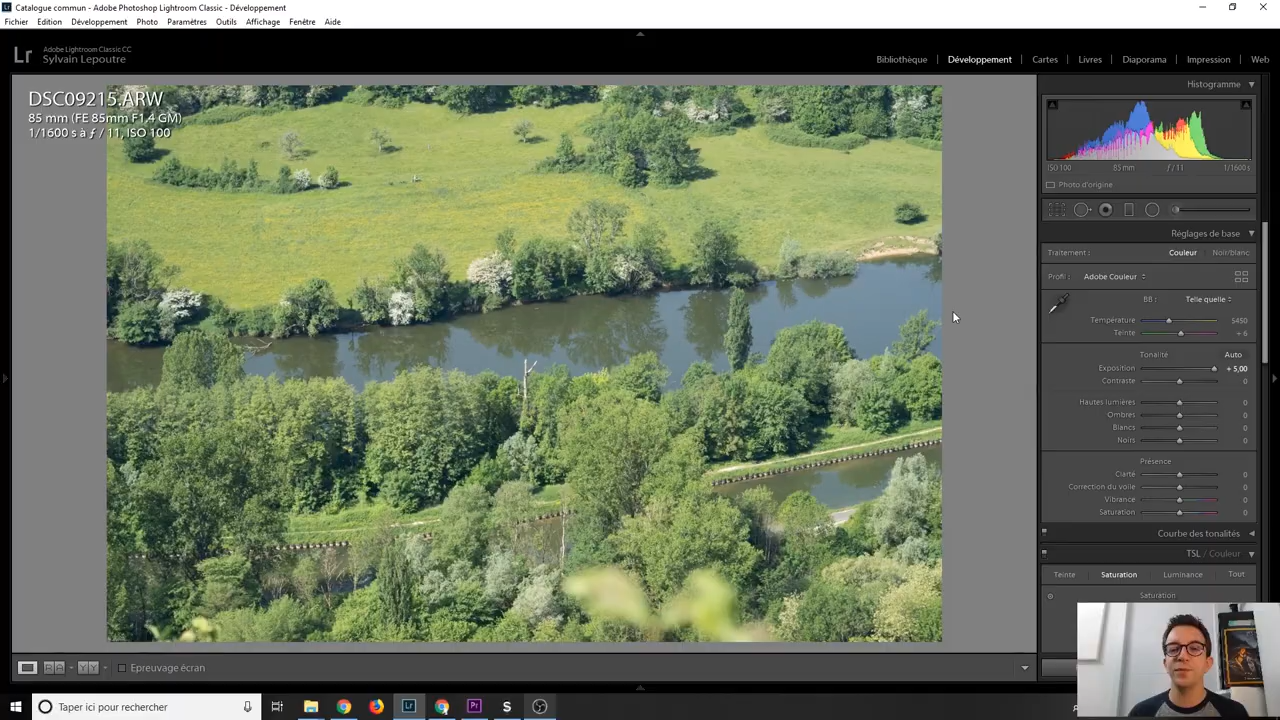 Catalogue commun - Adobe Photoshop Lightroom Classic - Développement
Fichier Edition Développement Photo Paramètres Outils Affichage Fenêtre Aide
Lr Adobe Lightroom Classic CC
Sylvain Lepoutre
Bibliothèque | Développement | Cartes | Livres | Diaporama | Impression | Web
DSC09215.ARW
85 mm (FE 85mm F1.4 GM)
1/1600 s à ƒ / 11, ISO 100
Histogramme
ISO 100 85 mm ƒ / 11 1/1600 s
Photo d'origine
Réglages de base
Traitement : Couleur Noir/blanc
Profil : Adobe Couleur
BB : Telle quelle
Température 5450
Teinte + 6
Tonalité Auto
Exposition + 5,00
Contraste 0
Hautes lumières 0
Ombres 0
Blancs 0
Noirs 0
Présence
Clarté 0
Correction du voile 0
Vibrance 0
Saturation 0
Courbe des tonalités
TSL / Couleur
Teinte Saturation Luminance Tout
Saturation
Epreuvage écran
Taper ici pour rechercher
Lr Pr S